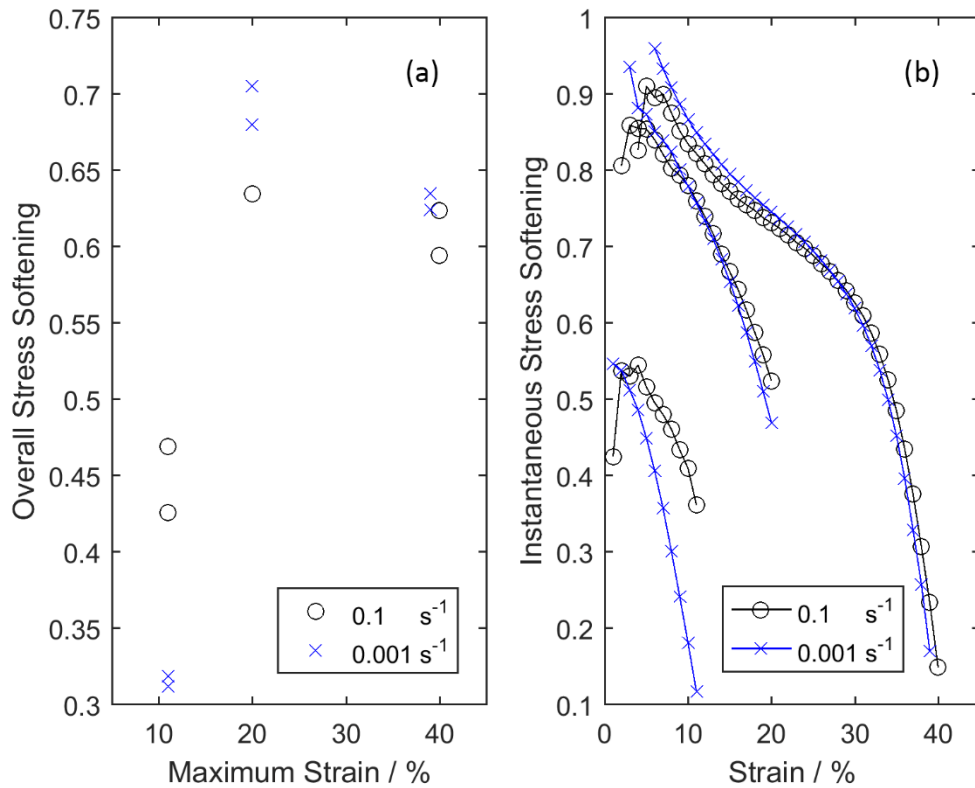 (a)
Overall Stress Softening
0.75
0.7
0.65
0.6
0.55
0.5
0.45
0.4
0.35
0.3
10 20 30 40
Maximum Strain / %
0.1 s⁻¹
0.001 s⁻¹
(b)
Instantaneous Stress Softening
1
0.9
0.8
0.7
0.6
0.5
0.4
0.3
0.2
0.1
0 10 20 30 40
Strain / %
0.1 s⁻¹
0.001 s⁻¹